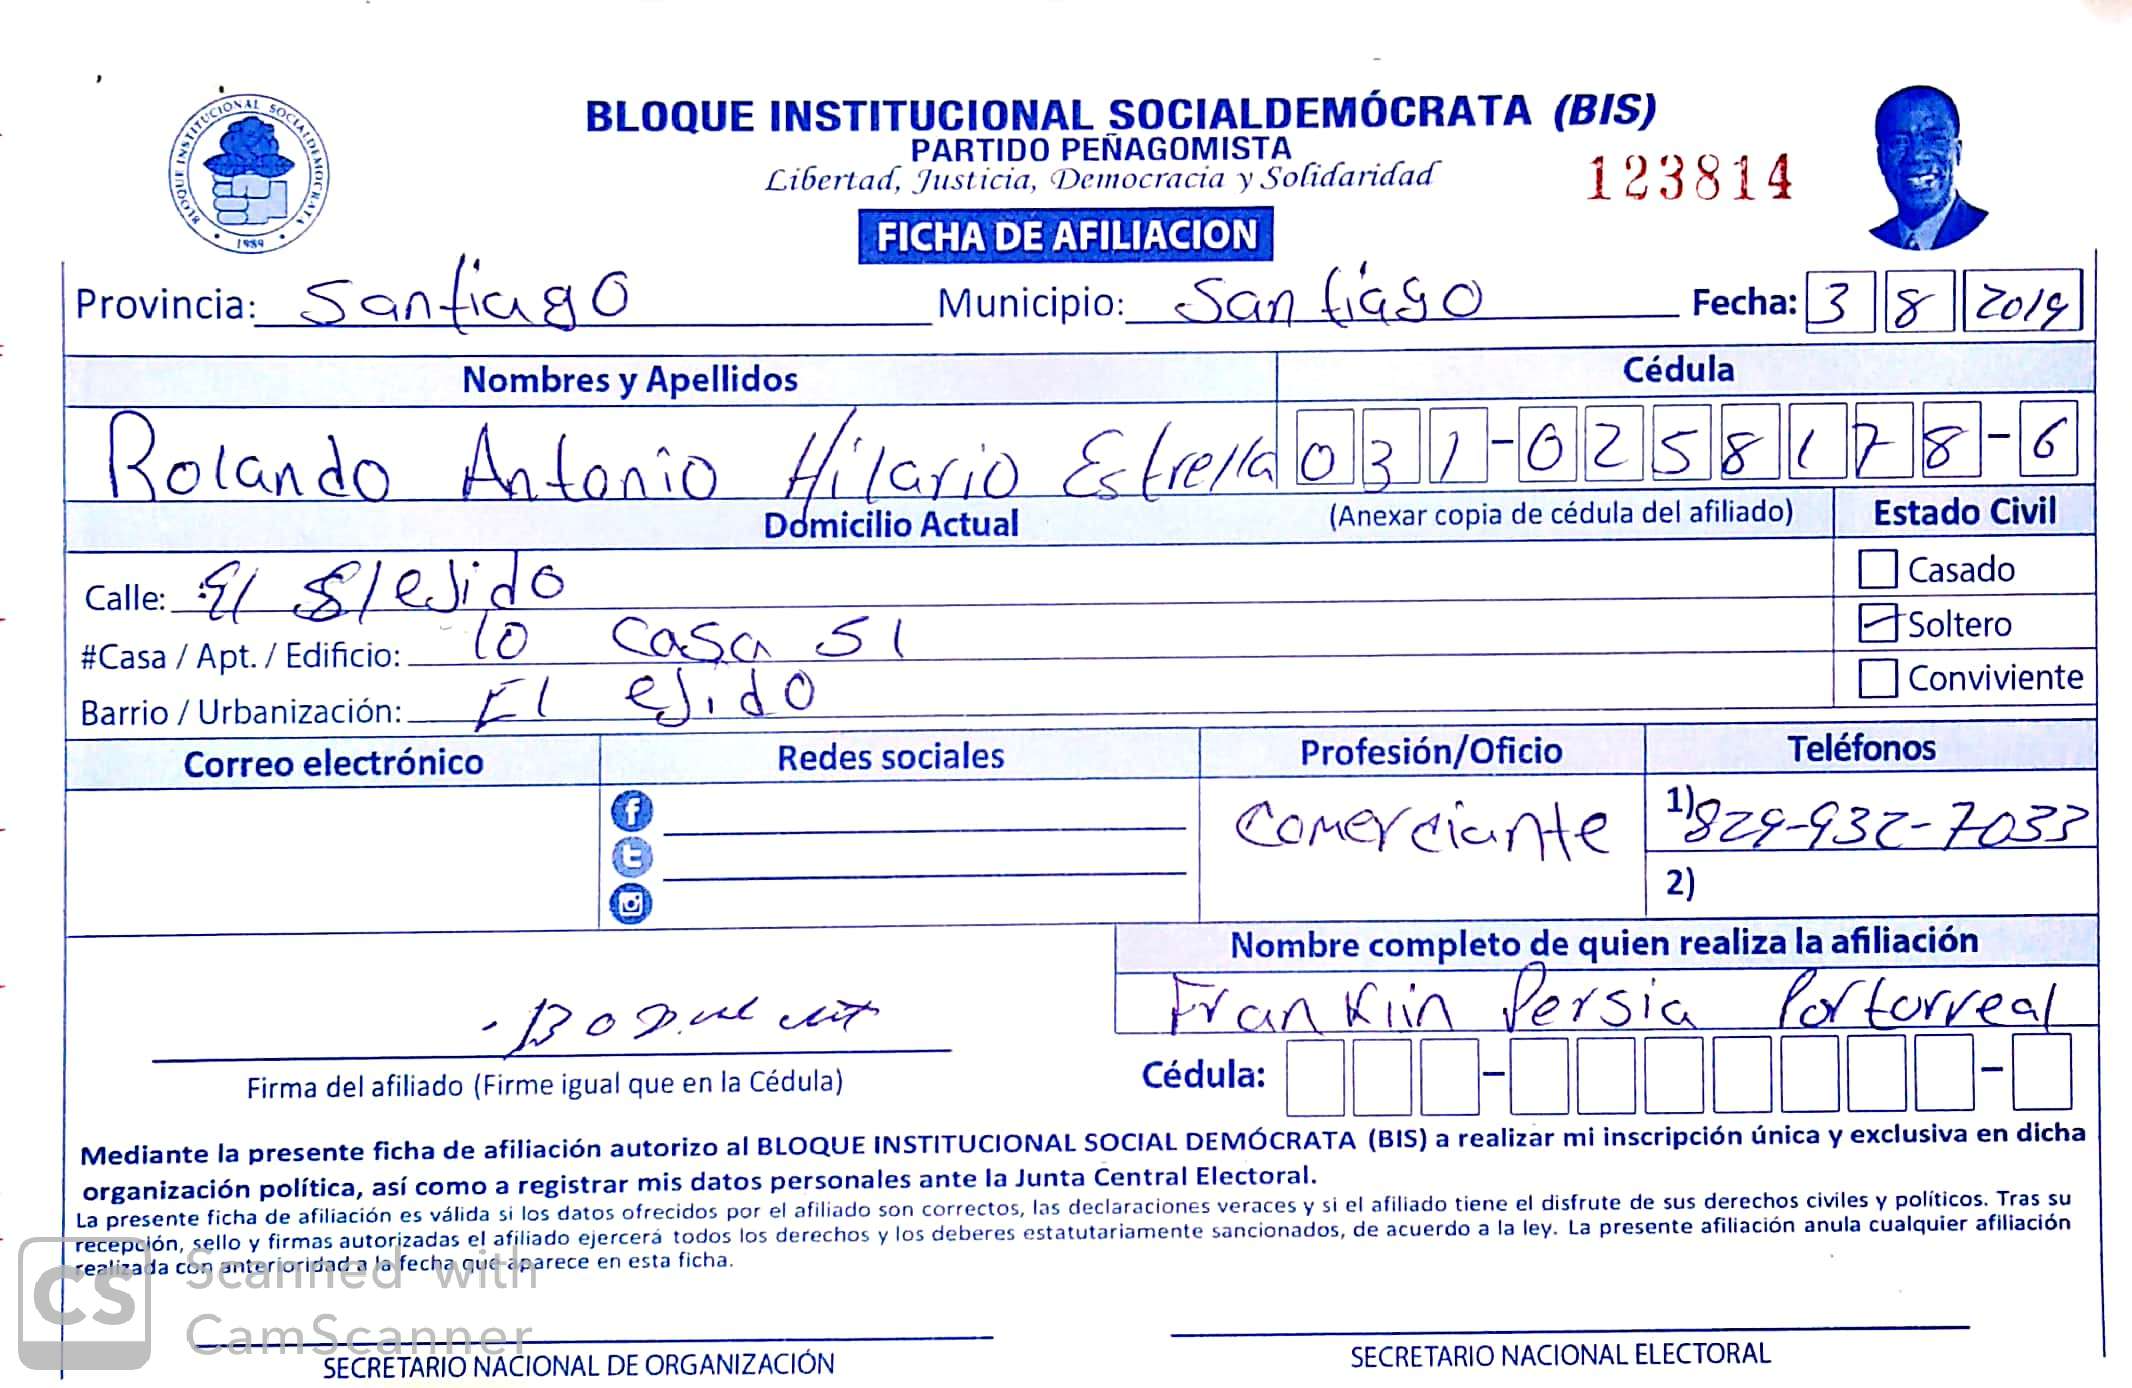 BLOQUE INSTITUCIONAL SOCIALDEMOCRATA
1989
BLOQUE INSTITUCIONAL SOCIALDEMÓCRATA (BIS)
PARTIDO PEÑAGOMISTA
Libertad, Justicia, Democracia y Solidaridad
123814
FICHA DE AFILIACION
Provincia: Santiago Municipio: Santiago Fecha: 3 8 2019
Nombres y Apellidos Cédula
Rolando Antonio Hilario Estrella 031-0258178-6
Domicilio Actual (Anexar copia de cédula del afiliado) Estado Civil
Calle: El Ejido Casado
#Casa / Apt. / Edificio: 10 Casa 51 Soltero
Barrio / Urbanización: El ejido Conviviente
Correo electrónico Redes sociales Profesión/Oficio Teléfonos
Comerciante 1) 829-932-7033
2)
Nombre completo de quien realiza la afiliación
Franklin Persia Portorreal
Firma del afiliado (Firme igual que en la Cédula) Cédula:
Mediante la presente ficha de afiliación autorizo al BLOQUE INSTITUCIONAL SOCIAL DEMÓCRATA (BIS) a realizar mi inscripción única y exclusiva en dicha
organización política, así como a registrar mis datos personales ante la Junta Central Electoral.
La presente ficha de afiliación es válida si los datos ofrecidos por el afiliado son correctos, las declaraciones veraces y si el afiliado tiene el disfrute de sus derechos civiles y políticos. Tras su
recepción, sello y firmas autorizadas el afiliado ejercerá todos los derechos y los deberes estatutariamente sancionados, de acuerdo a la ley. La presente afiliación anula cualquier afiliación
realizada con anterioridad a la fecha que aparece en esta ficha.
CS Scanned with
CamScanner
SECRETARIO NACIONAL DE ORGANIZACIÓN SECRETARIO NACIONAL ELECTORAL